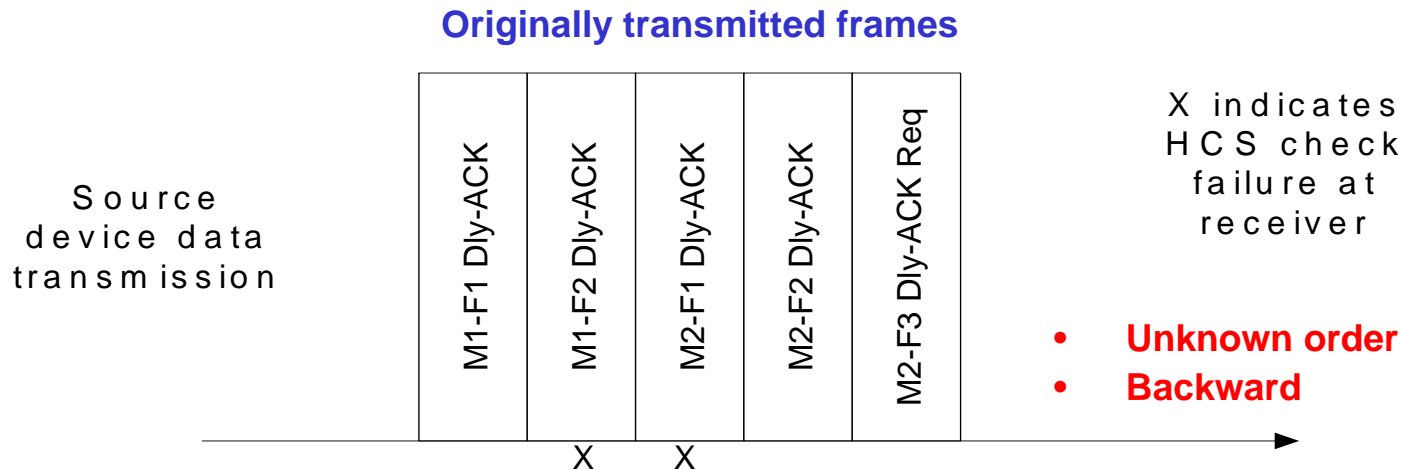 Originally transmitted frames
Source
device data
transmission
M1-F1 Dly-ACK
M1-F2 Dly-ACK
M2-F1 Dly-ACK
M2-F2 Dly-ACK
M2-F3 Dly-ACK Req
X
X
X indicates
HCS check
failure at
receiver
• Unknown order
• Backward